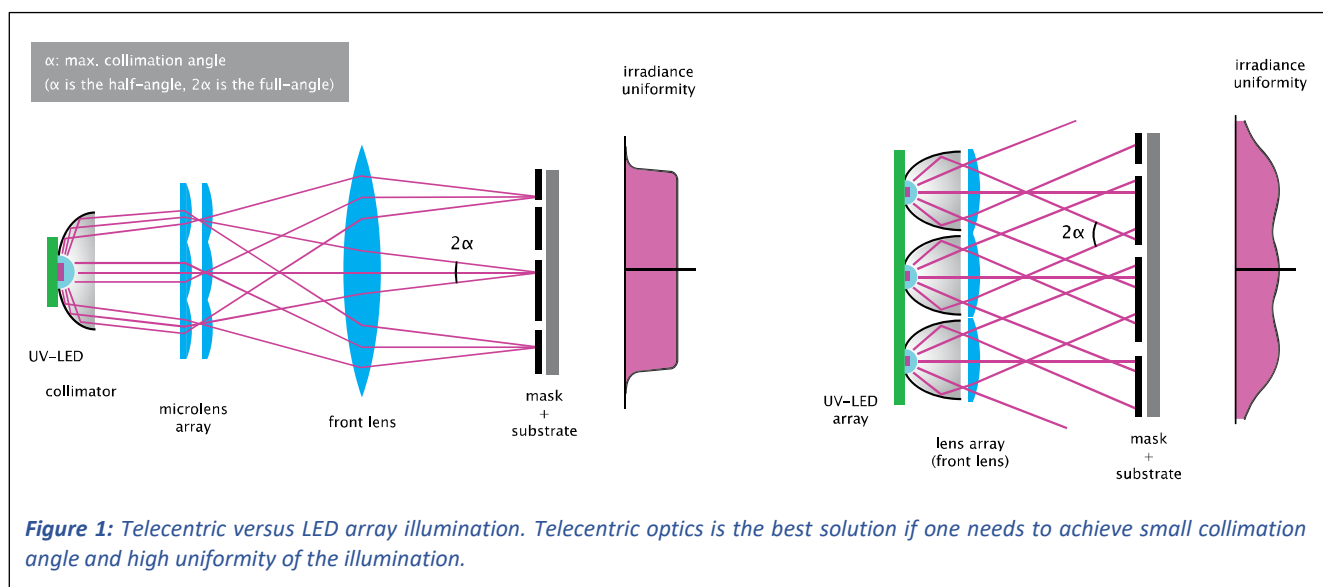 α: max. collimation angle
(α is the half-angle, 2α is the full-angle)
irradiance
uniformity
2α
UV-LED
collimator
microlens
array
front lens
mask
+
substrate
irradiance
uniformity
2α
UV-LED
array
lens array
(front lens)
mask
+
substrate
Figure 1: Telecentric versus LED array illumination. Telecentric optics is the best solution if one needs to achieve small collimation
angle and high uniformity of the illumination.